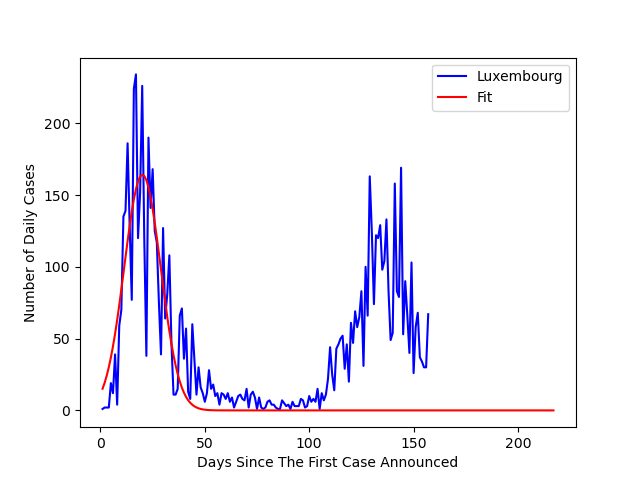 Luxembourg
Fit
Number of Daily Cases
200
150
100
50
0
0 50 100 150 200
Days Since The First Case Announced